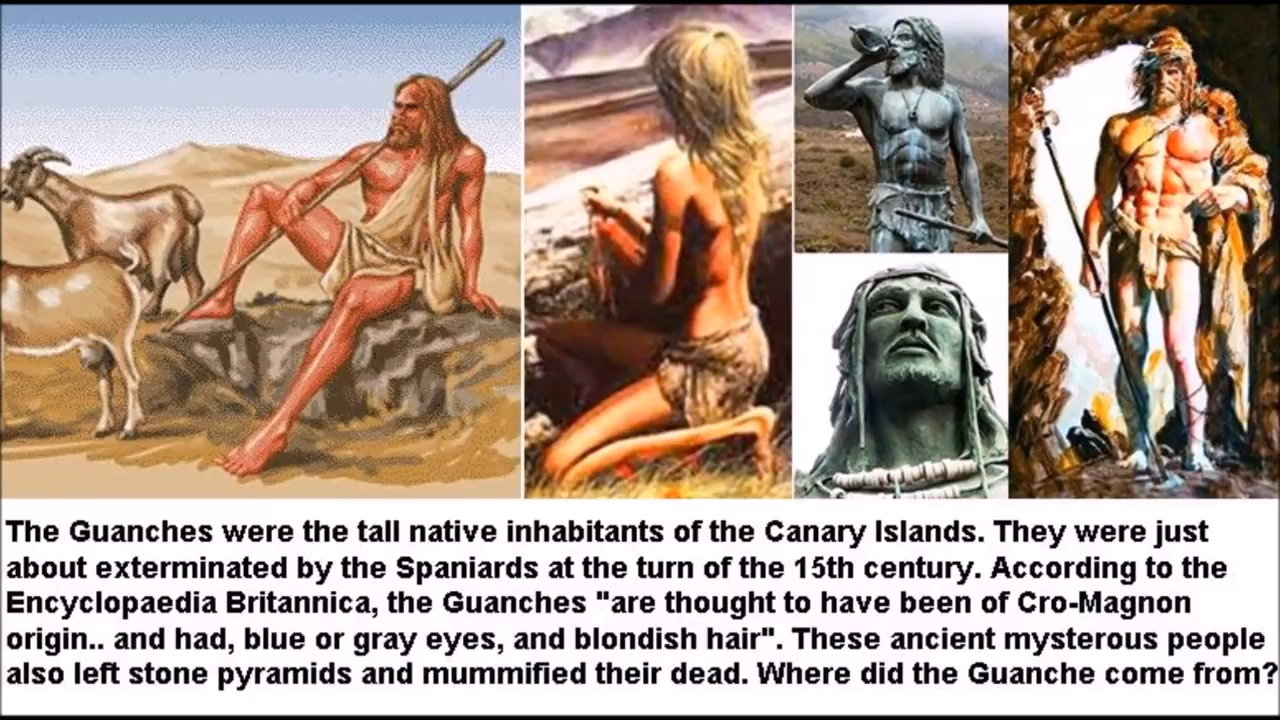 The Guanches were the tall native inhabitants of the Canary Islands. They were just
about exterminated by the Spaniards at the turn of the 15th century. According to the
Encyclopaedia Britannica, the Guanches "are thought to have been of Cro-Magnon
origin.. and had, blue or gray eyes, and blondish hair". These ancient mysterous people
also left stone pyramids and mummified their dead. Where did the Guanche come from?